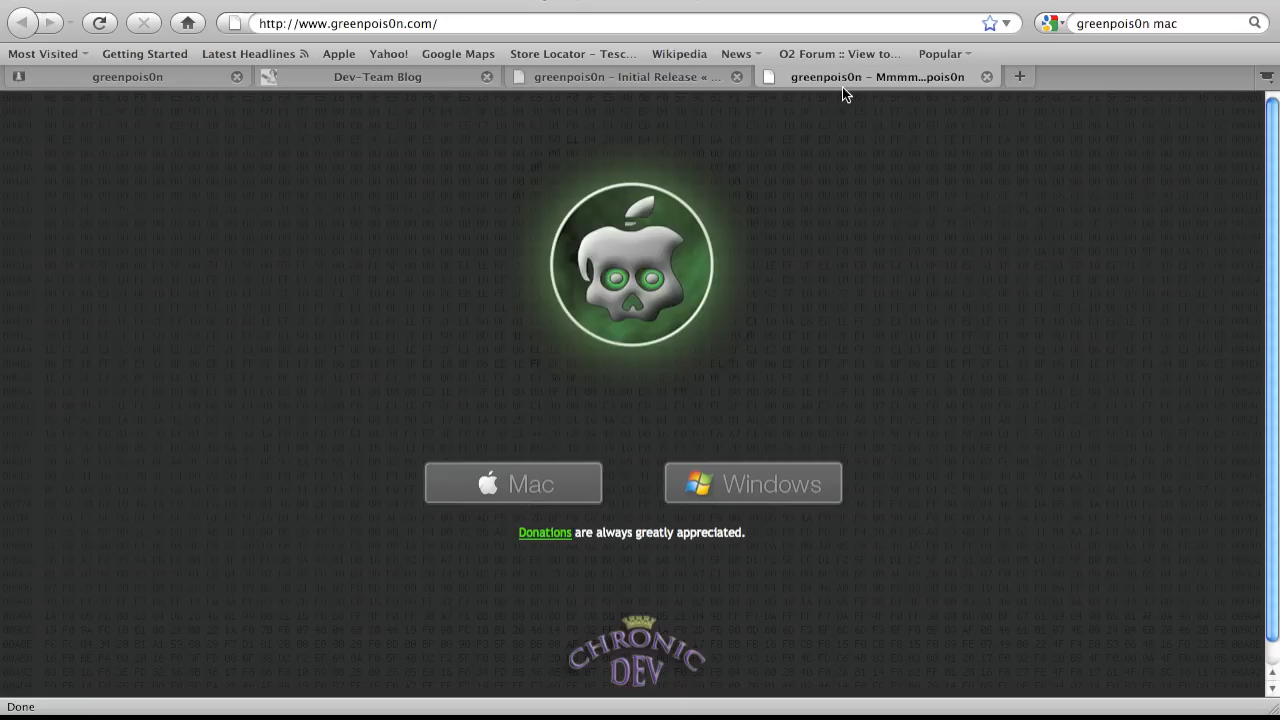 http://www.greenpois0n.com/
greenpois0n mac
Most Visited Getting Started Latest Headlines Apple Yahoo! Google Maps Store Locator – Tesc... Wikipedia News O2 Forum :: View to... Popular
greenpois0n Dev-Team Blog greenpois0n – Initial Release « ... greenpois0n – Mmmm...pois0n
Mac Windows
Donations are always greatly appreciated.
CHRONIC
DEV
Done